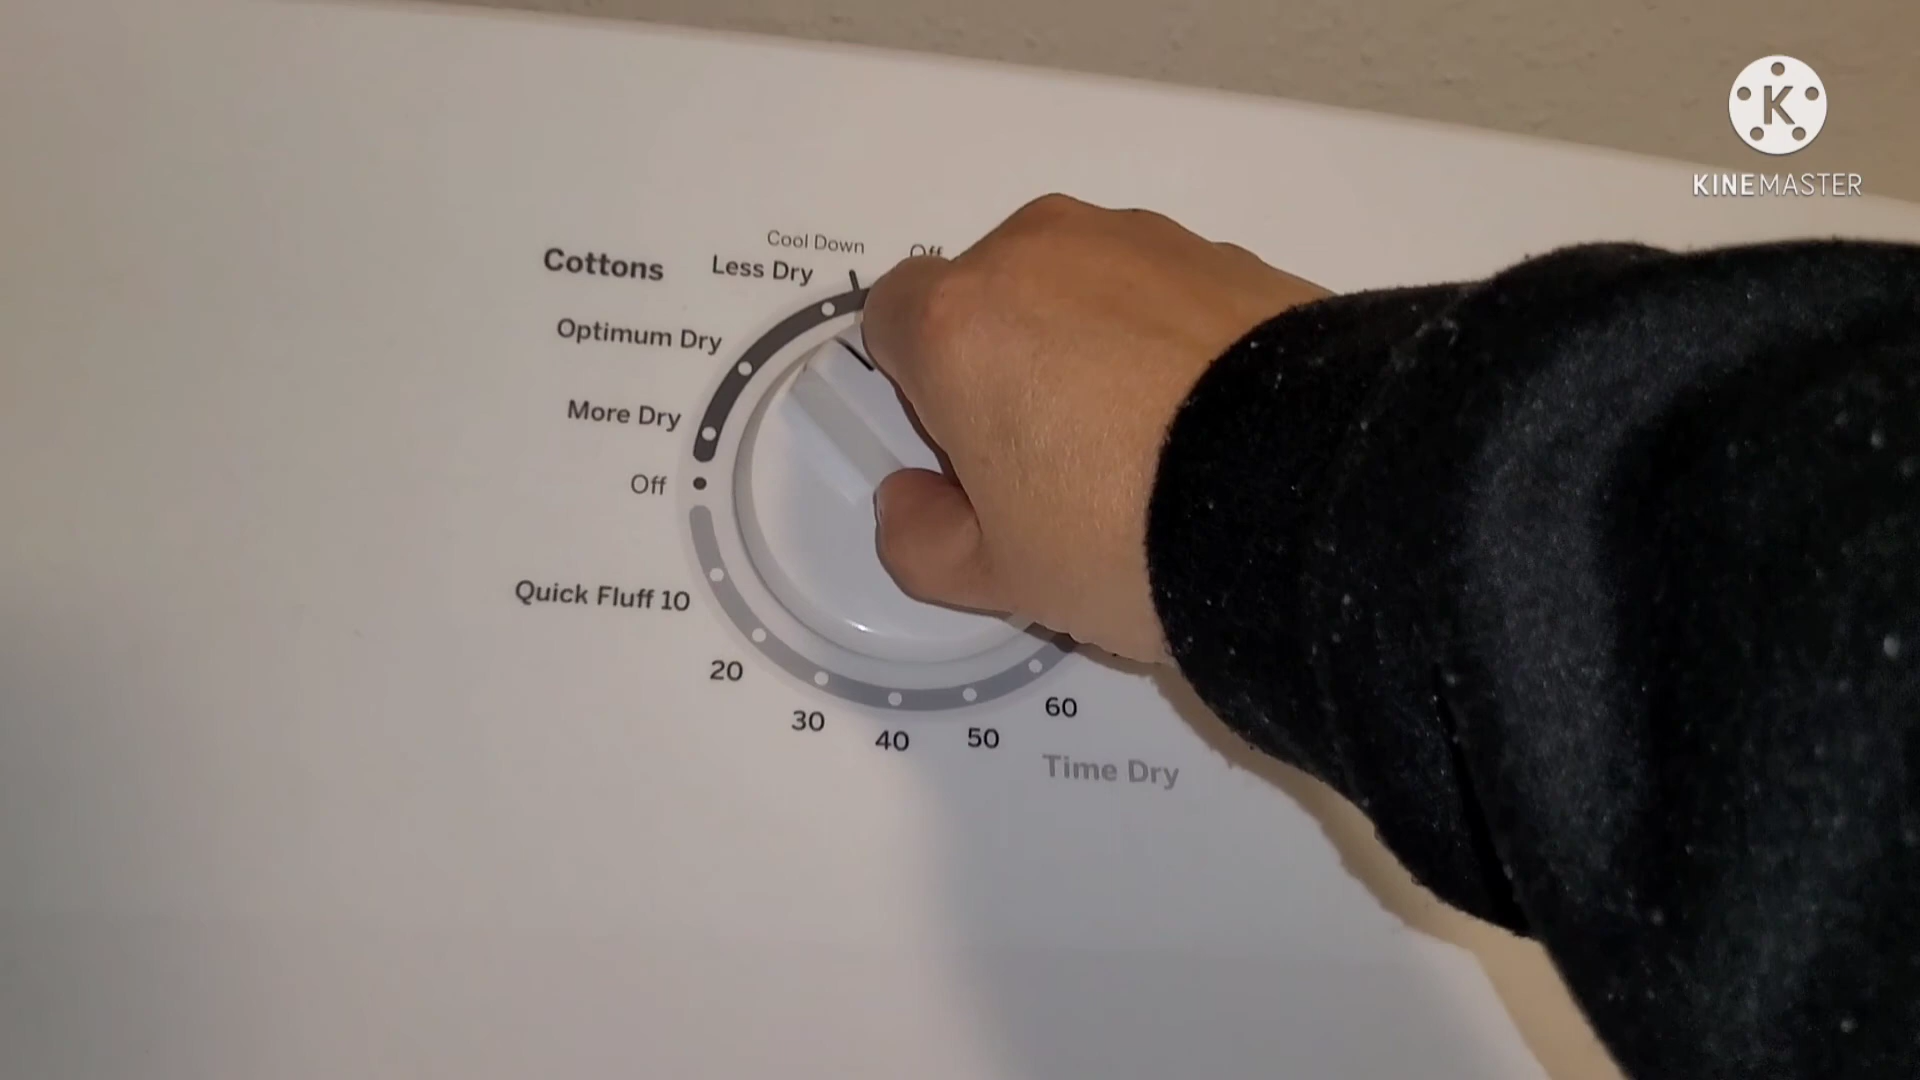 K
KINEMASTER
Cool Down
Off
Cottons
Less Dry
Optimum Dry
More Dry
Off
Quick Fluff 10
20
30
40
50
60
Time Dry